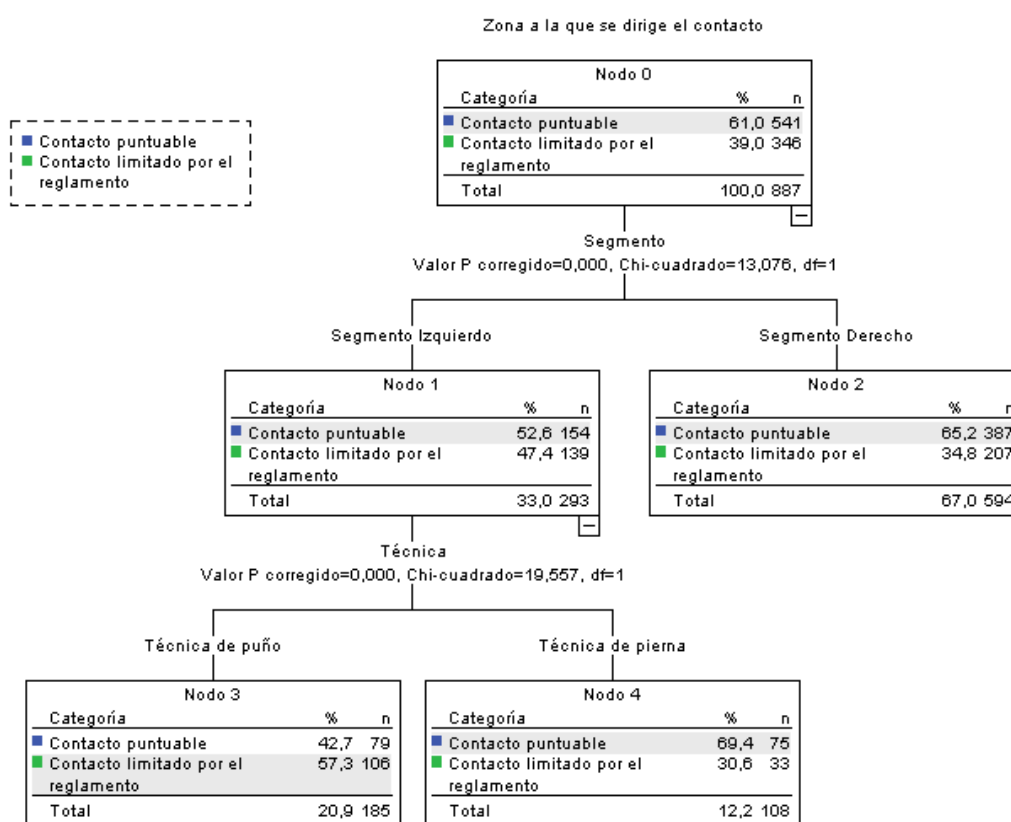 Zona a la que se dirige el contacto
Contacto puntuable
Contacto limitado por el
reglamento
Nodo 0
Categoría % n
Contacto puntuable 61,0 541
Contacto limitado por el 39,0 346
reglamento
Total 100,0 887
Segmento
Valor P corregido=0,000, Chi-cuadrado=13,076, df=1
Segmento Izquierdo
Segmento Derecho
Nodo 1
Categoría % n
Contacto puntuable 52,6 154
Contacto limitado por el 47,4 139
reglamento
Total 33,0 293
Nodo 2
Categoría % n
Contacto puntuable 65,2 387
Contacto limitado por el 34,8 207
reglamento
Total 67,0 594
Técnica
Valor P corregido=0,000, Chi-cuadrado=19,557, df=1
Técnica de puño
Técnica de pierna
Nodo 3
Categoría % n
Contacto puntuable 42,7 79
Contacto limitado por el 57,3 106
reglamento
Total 20,9 185
Nodo 4
Categoría % n
Contacto puntuable 69,4 75
Contacto limitado por el 30,6 33
reglamento
Total 12,2 108